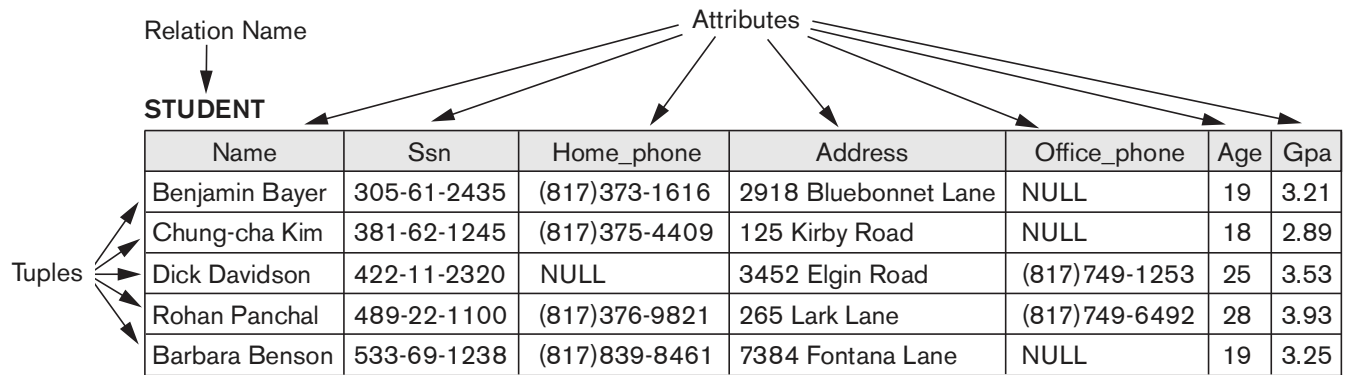 Attributes
Relation Name
STUDENT
Name Ssn Home_phone Address Office_phone Age Gpa
Benjamin Bayer 305-61-2435 (817)373-1616 2918 Bluebonnet Lane NULL 19 3.21
Chung-cha Kim 381-62-1245 (817)375-4409 125 Kirby Road NULL 18 2.89
Tuples Dick Davidson 422-11-2320 NULL 3452 Elgin Road (817)749-1253 25 3.53
Rohan Panchal 489-22-1100 (817)376-9821 265 Lark Lane (817)749-6492 28 3.93
Barbara Benson 533-69-1238 (817)839-8461 7384 Fontana Lane NULL 19 3.25